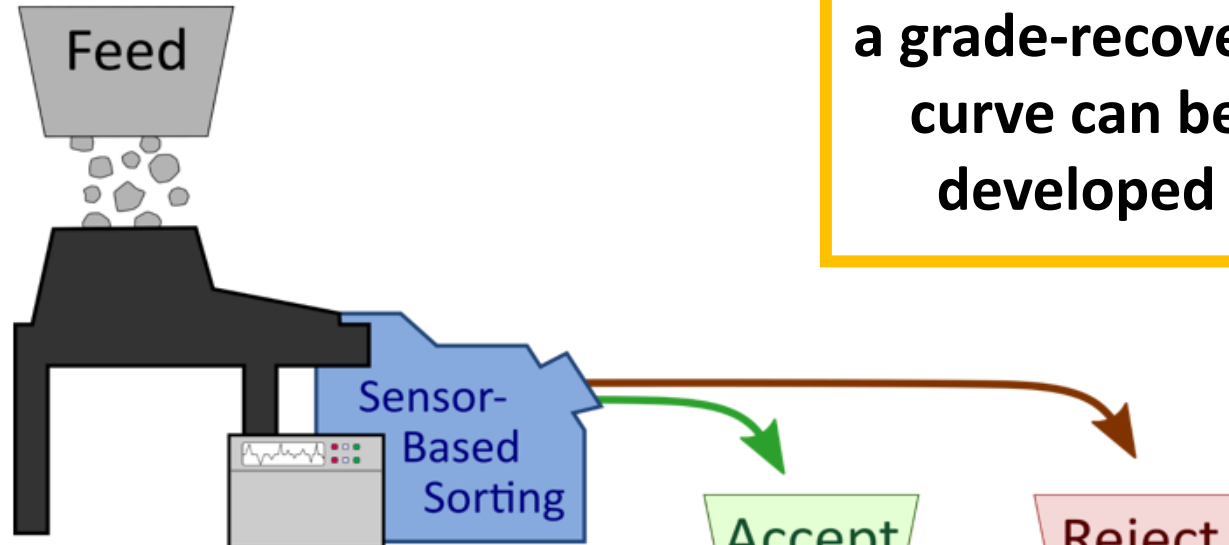 Feed
a grade-recove
curve can be
developed
Sensor-
Based
Sorting
Accept
Reject